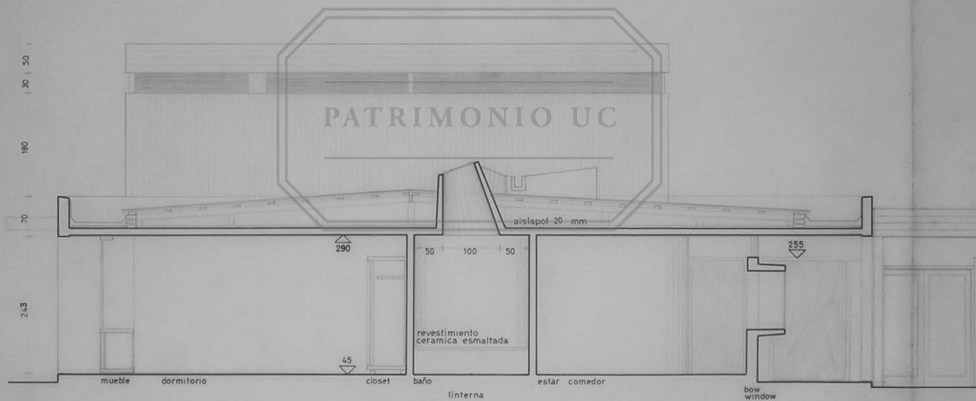 PATRIMONIO UC
50
30
180
70
243
aislapol 20 mm
290
50 100 50
255
revestimiento
ceramica esmaltada
45
mueble dormitorio closet baño estar comedor
bow
window
linterna